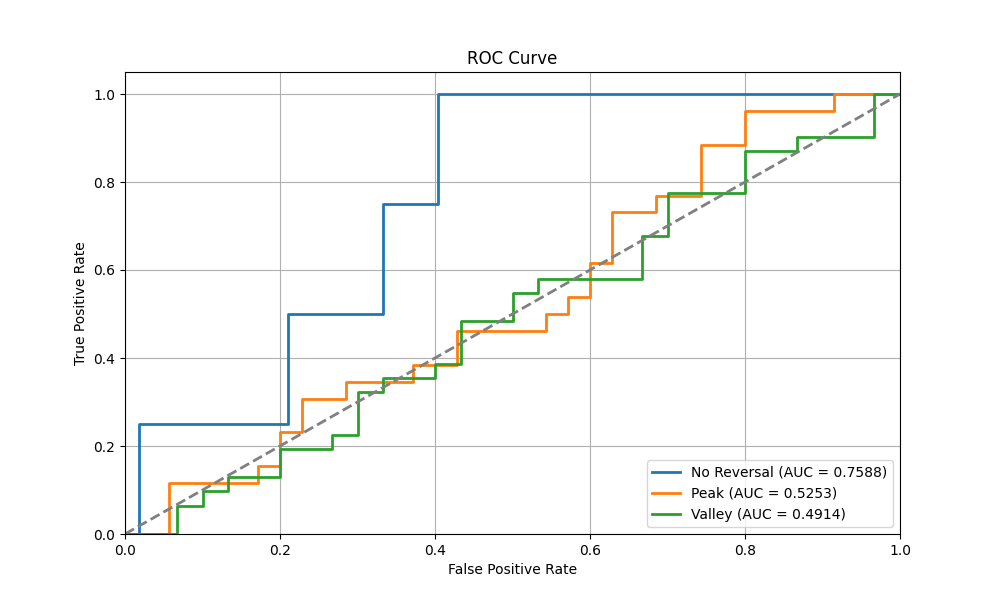 ROC Curve
True Positive Rate
1.0
0.8
0.6
0.4
0.2
0.0
0.0 0.2 0.4 0.6 0.8 1.0
False Positive Rate
No Reversal (AUC = 0.7588)
Peak (AUC = 0.5253)
Valley (AUC = 0.4914)